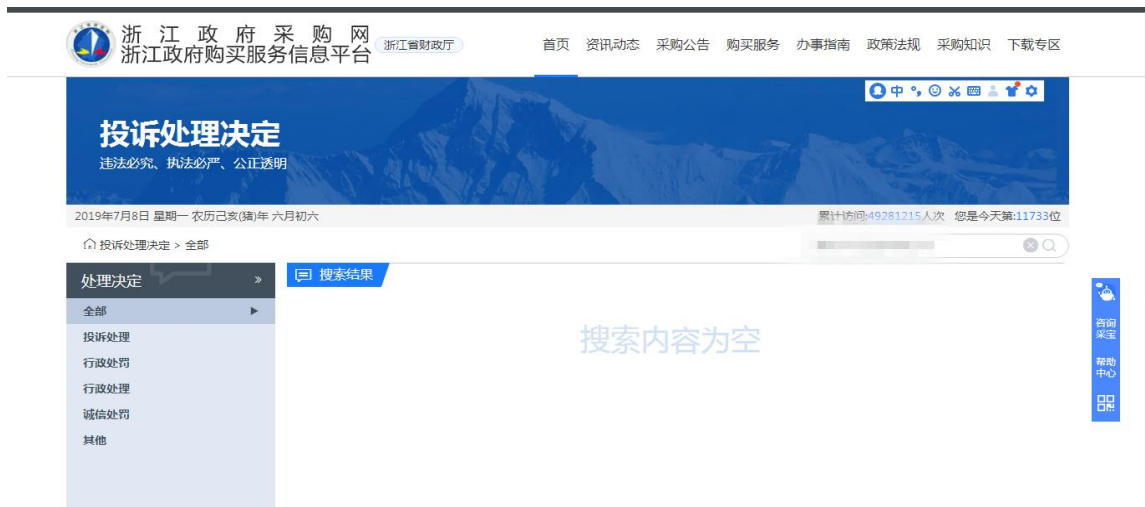 浙江政府采购网
浙江政府购买服务信息平台
浙江省财政厅
首页 资讯动态 采购公告 购买服务 办事指南 政策法规 采购知识 下载专区
中
投诉处理决定
违法必究、执法必严、公正透明
2019年7月8日 星期一 农历己亥(猪)年 六月初六
累计访问:49281215人次 您是今天第:11733位
投诉处理决定 > 全部
处理决定 »
搜索结果
全部
投诉处理
行政处罚
行政处理
诚信处罚
其他
搜索内容为空
咨询
采宝
帮助
中心